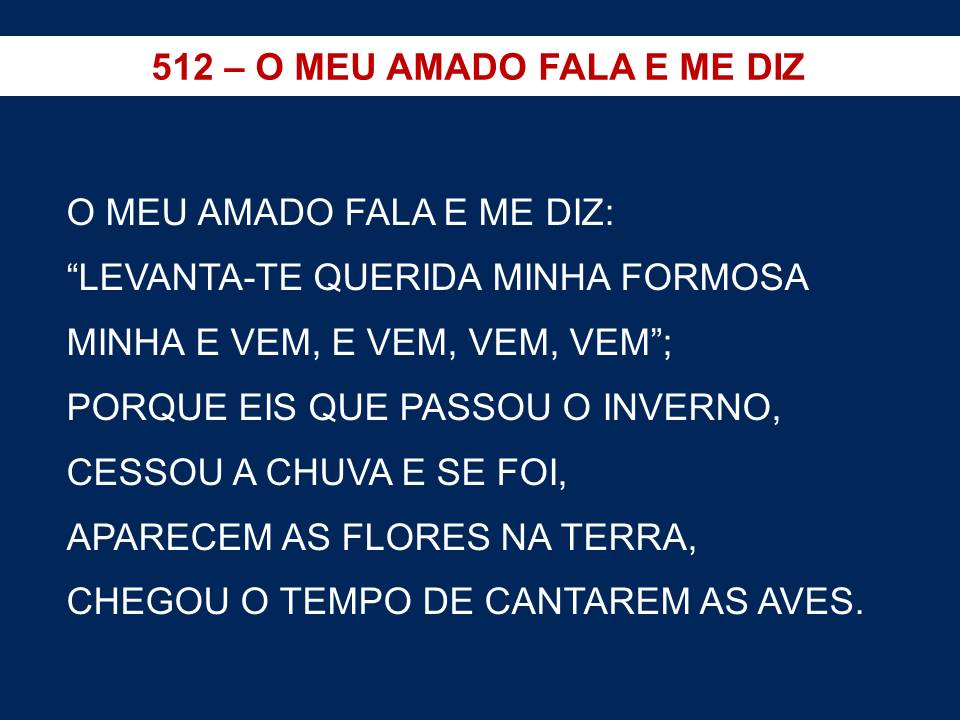 512 – O MEU AMADO FALA E ME DIZ
O MEU AMADO FALA E ME DIZ:
“LEVANTA-TE QUERIDA MINHA FORMOSA
MINHA E VEM, E VEM, VEM, VEM”;
PORQUE EIS QUE PASSOU O INVERNO,
CESSOU A CHUVA E SE FOI,
APARECEM AS FLORES NA TERRA,
CHEGOU O TEMPO DE CANTAREM AS AVES.